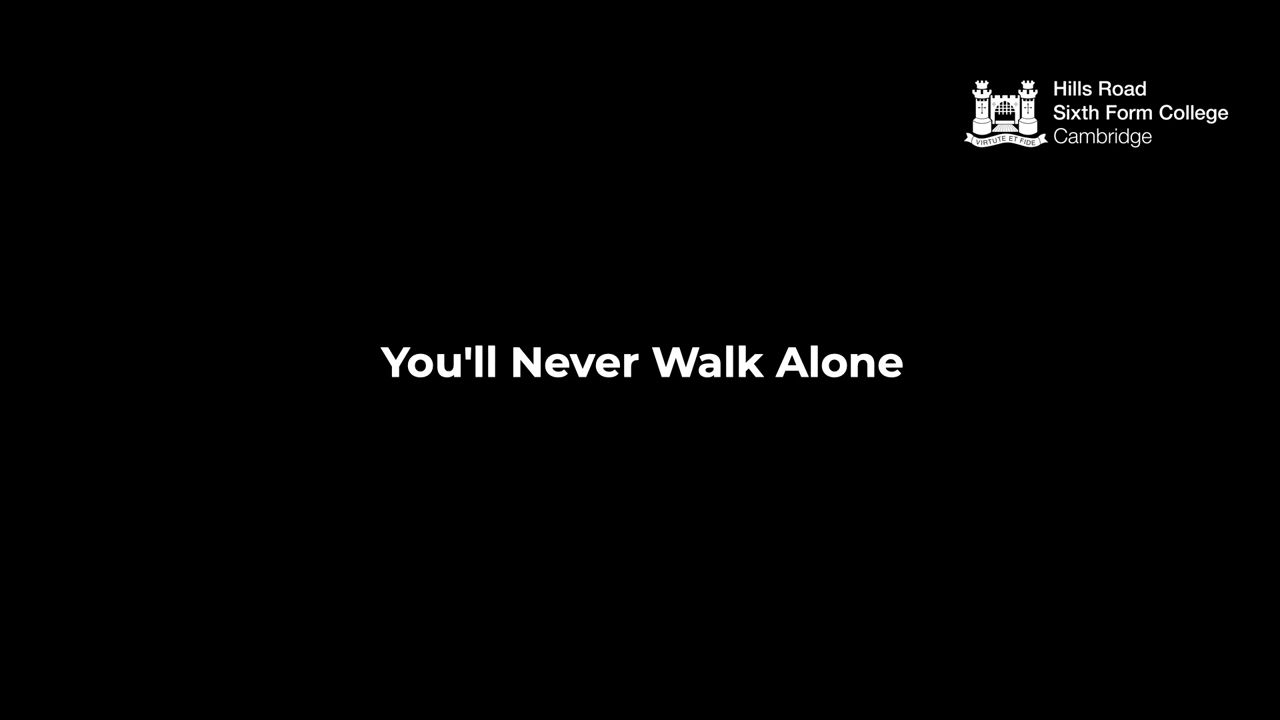 Hills Road
Sixth Form College
Cambridge
VIRTUTE ET FIDE
You'll Never Walk Alone